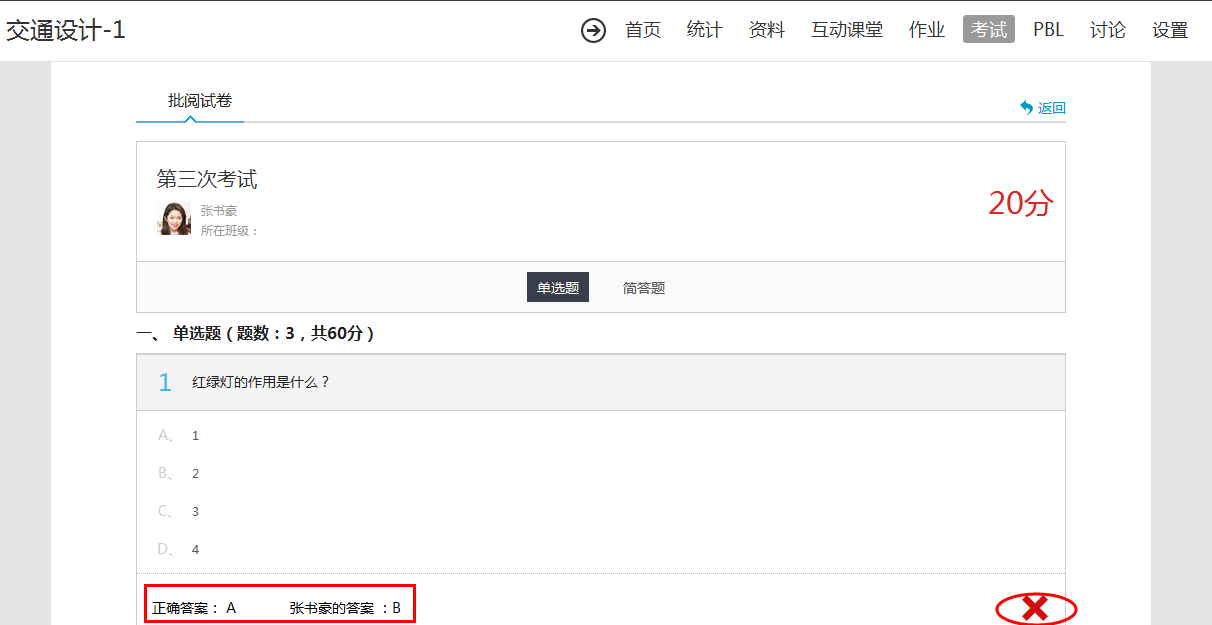 交通设计-1
首页 统计 资料 互动课堂 作业 考试 PBL 讨论 设置
批阅试卷
返回
第三次考试
张书豪
所在班级：
20分
单选题 简答题
一、 单选题（题数：3，共60分）
1 红绿灯的作用是什么？
A、 1
B、 2
C、 3
D、 4
正确答案： A 张书豪的答案 ：B